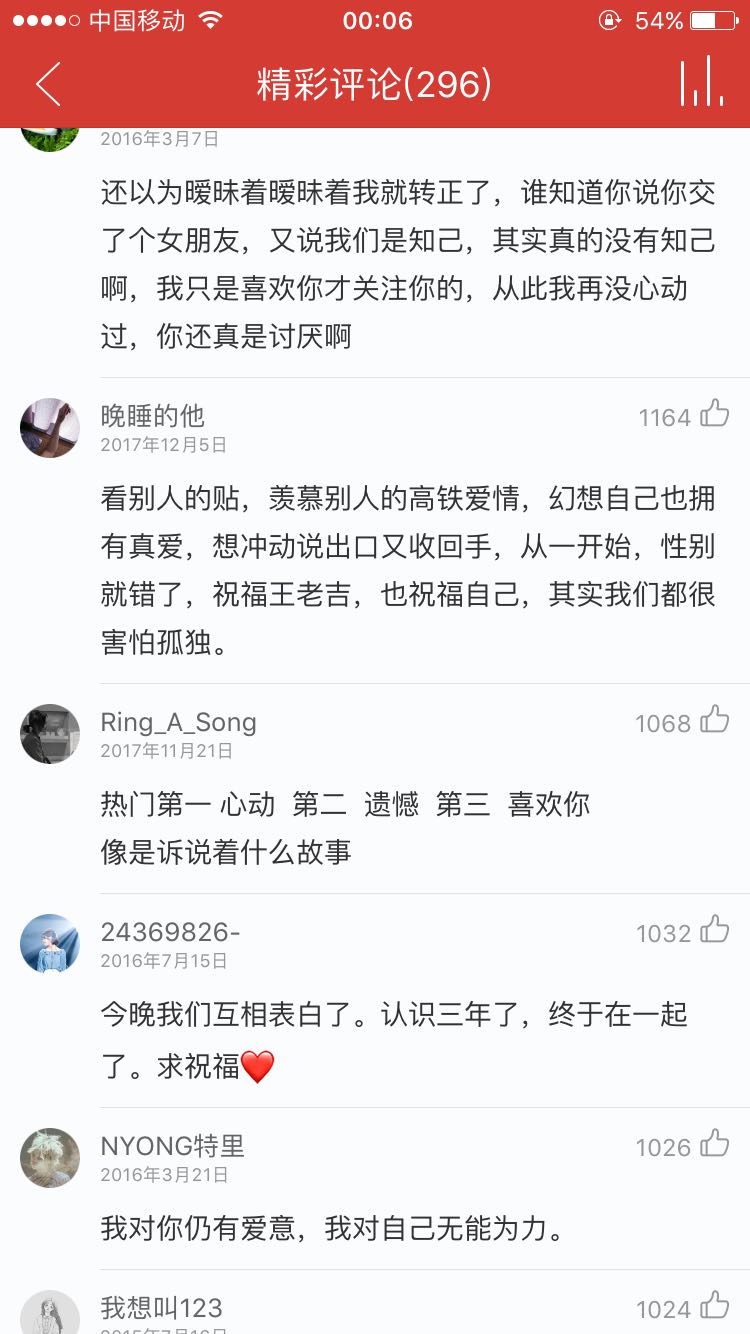 中国移动 00:06 54%
精彩评论(296)
2016年3月7日
还以为暧昧着暧昧着我就转正了，谁知道你说你交
了个女朋友，又说我们是知己，其实真的没有知己
啊，我只是喜欢你才关注你的，从此我再没心动
过，你还真是讨厌啊
晚睡的他 1164
2017年12月5日
看别人的贴，羡慕别人的高铁爱情，幻想自己也拥
有真爱，想冲动说出口又收回手，从一开始，性别
就错了，祝福王老吉，也祝福自己，其实我们都很
害怕孤独。
Ring_A_Song 1068
2017年11月21日
热门第一 心动 第二 遗憾 第三 喜欢你
像是诉说着什么故事
24369826- 1032
2016年7月15日
今晚我们互相表白了。认识三年了，终于在一起
了。求祝福❤️
NYONG特里 1026
2016年3月21日
我对你仍有爱意，我对自己无能为力。
我想叫123 1024